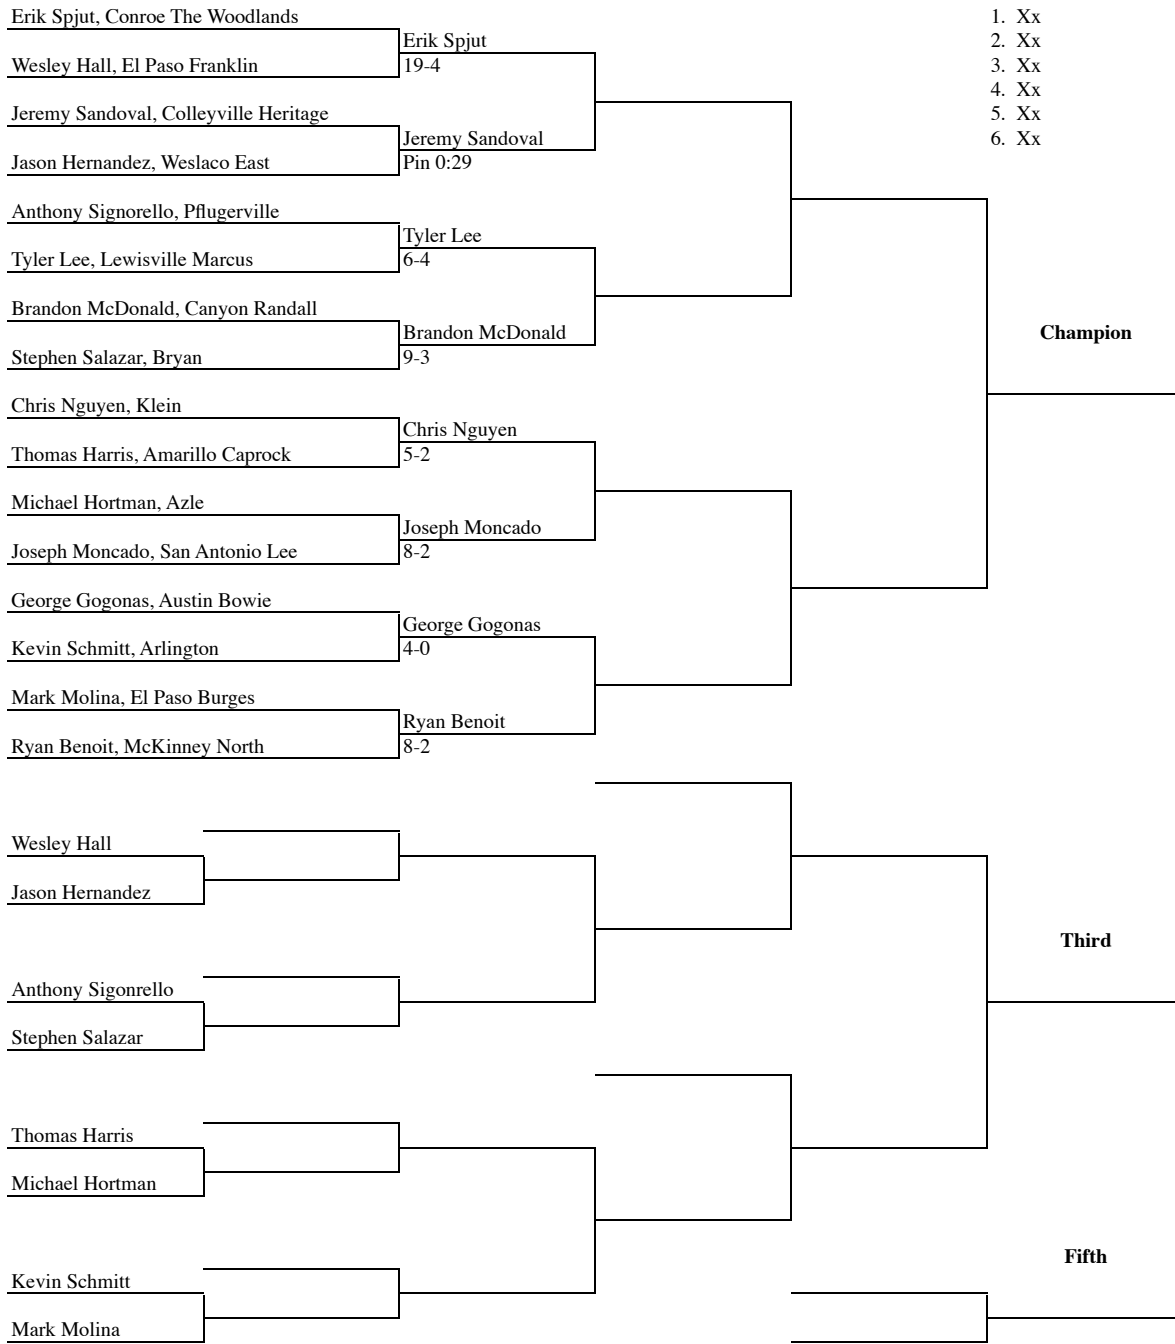 Erik Spjut, Conroe The Woodlands
Wesley Hall, El Paso Franklin
Jeremy Sandoval, Colleyville Heritage
Jason Hernandez, Weslaco East
Anthony Signorello, Pflugerville
Tyler Lee, Lewisville Marcus
Brandon McDonald, Canyon Randall
Stephen Salazar, Bryan
Chris Nguyen, Klein
Thomas Harris, Amarillo Caprock
Michael Hortman, Azle
Joseph Moncado, San Antonio Lee
George Gogonas, Austin Bowie
Kevin Schmitt, Arlington
Mark Molina, El Paso Burges
Ryan Benoit, McKinney North
Erik Spjut
19-4
Jeremy Sandoval
Pin 0:29
Tyler Lee
6-4
Brandon McDonald
9-3
Chris Nguyen
5-2
Joseph Moncado
8-2
George Gogonas
4-0
Ryan Benoit
8-2
1. Xx
2. Xx
3. Xx
4. Xx
5. Xx
6. Xx
Champion
Wesley Hall
Jason Hernandez
Anthony Sigonrello
Stephen Salazar
Thomas Harris
Michael Hortman
Kevin Schmitt
Mark Molina
Third
Fifth